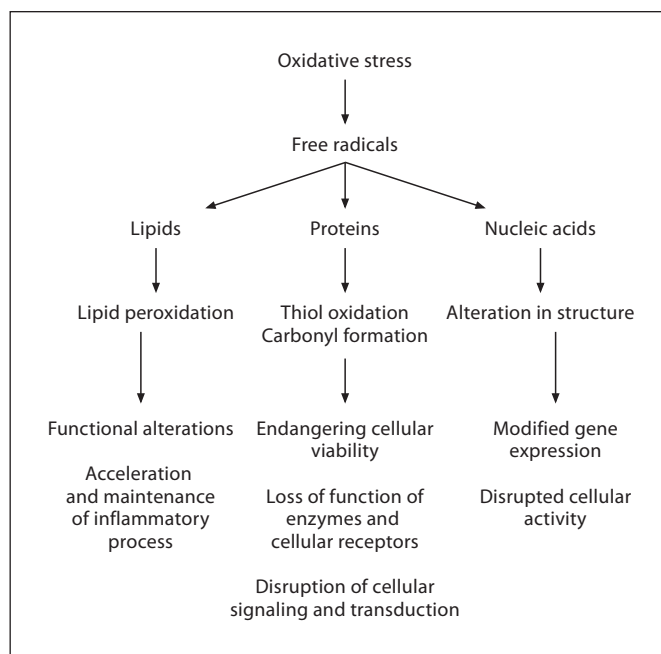 Oxidative stress
Free radicals
Lipids
Proteins
Nucleic acids
Lipid peroxidation
Thiol oxidation
Carbonyl formation
Alteration in structure
Functional alterations
Acceleration
and maintenance
of inflammatory
process
Endangering cellular
viability
Loss of function of
enzymes and
cellular receptors
Disruption of cellular
signaling and transduction
Modified gene
expression
Disrupted cellular
activity